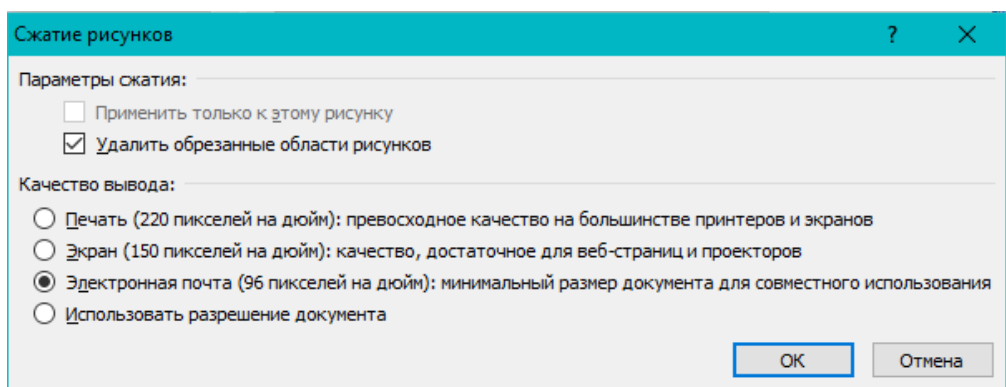 Сжатие рисунков
Параметры сжатия:
Применить только к этому рисунку
Удалить обрезанные области рисунков
Качество вывода:
Печать (220 пикселей на дюйм): превосходное качество на большинстве принтеров и экранов
Экран (150 пикселей на дюйм): качество, достаточное для веб-страниц и проекторов
Электронная почта (96 пикселей на дюйм): минимальный размер документа для совместного использования
Использовать разрешение документа
ОК Отмена